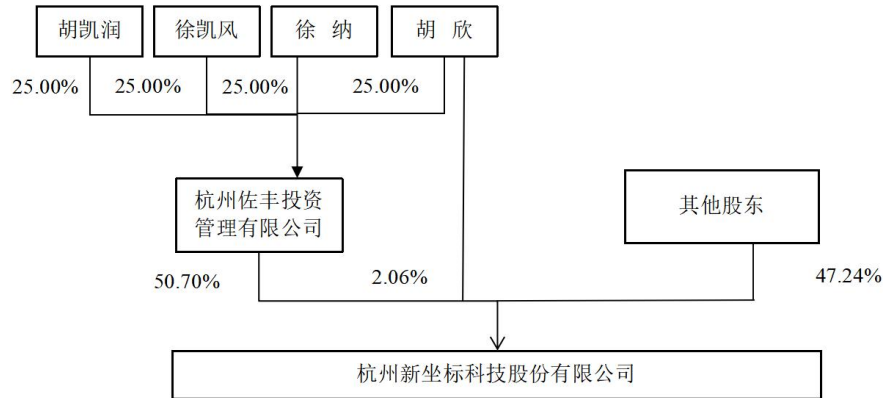 胡凯润 徐凯风 徐 纳 胡 欣
25.00% 25.00% 25.00% 25.00%
杭州佐丰投资
管理有限公司
其他股东
50.70% 2.06% 47.24%
杭州新坐标科技股份有限公司